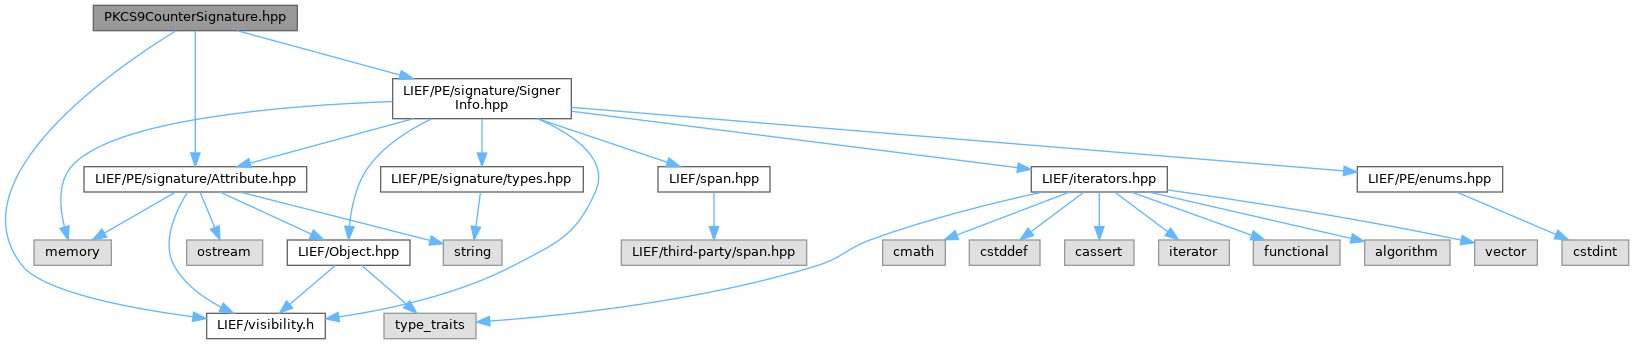 PKCS9CounterSignature.hpp
LIEF/PE/signature/Signer
Info.hpp
LIEF/PE/signature/Attribute.hpp
LIEF/PE/signature/types.hpp
LIEF/span.hpp
LIEF/iterators.hpp
LIEF/PE/enums.hpp
memory
ostream
LIEF/Object.hpp
string
LIEF/third-party/span.hpp
cmath
cstddef
cassert
iterator
functional
algorithm
vector
cstdint
LIEF/visibility.h
type_traits